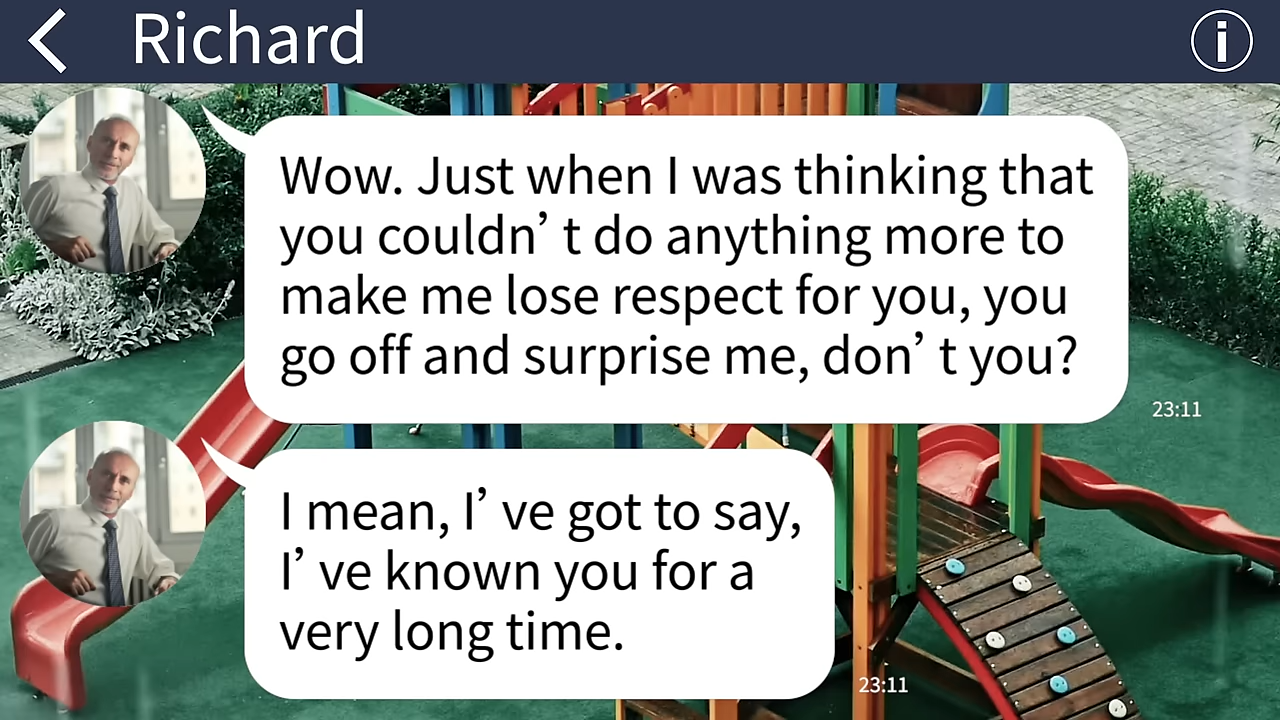 Richard
Wow. Just when I was thinking that
you couldn’ t do anything more to
make me lose respect for you, you
go off and surprise me, don’ t you?
23:11
I mean, I’ ve got to say,
I’ ve known you for a
very long time.
23:11